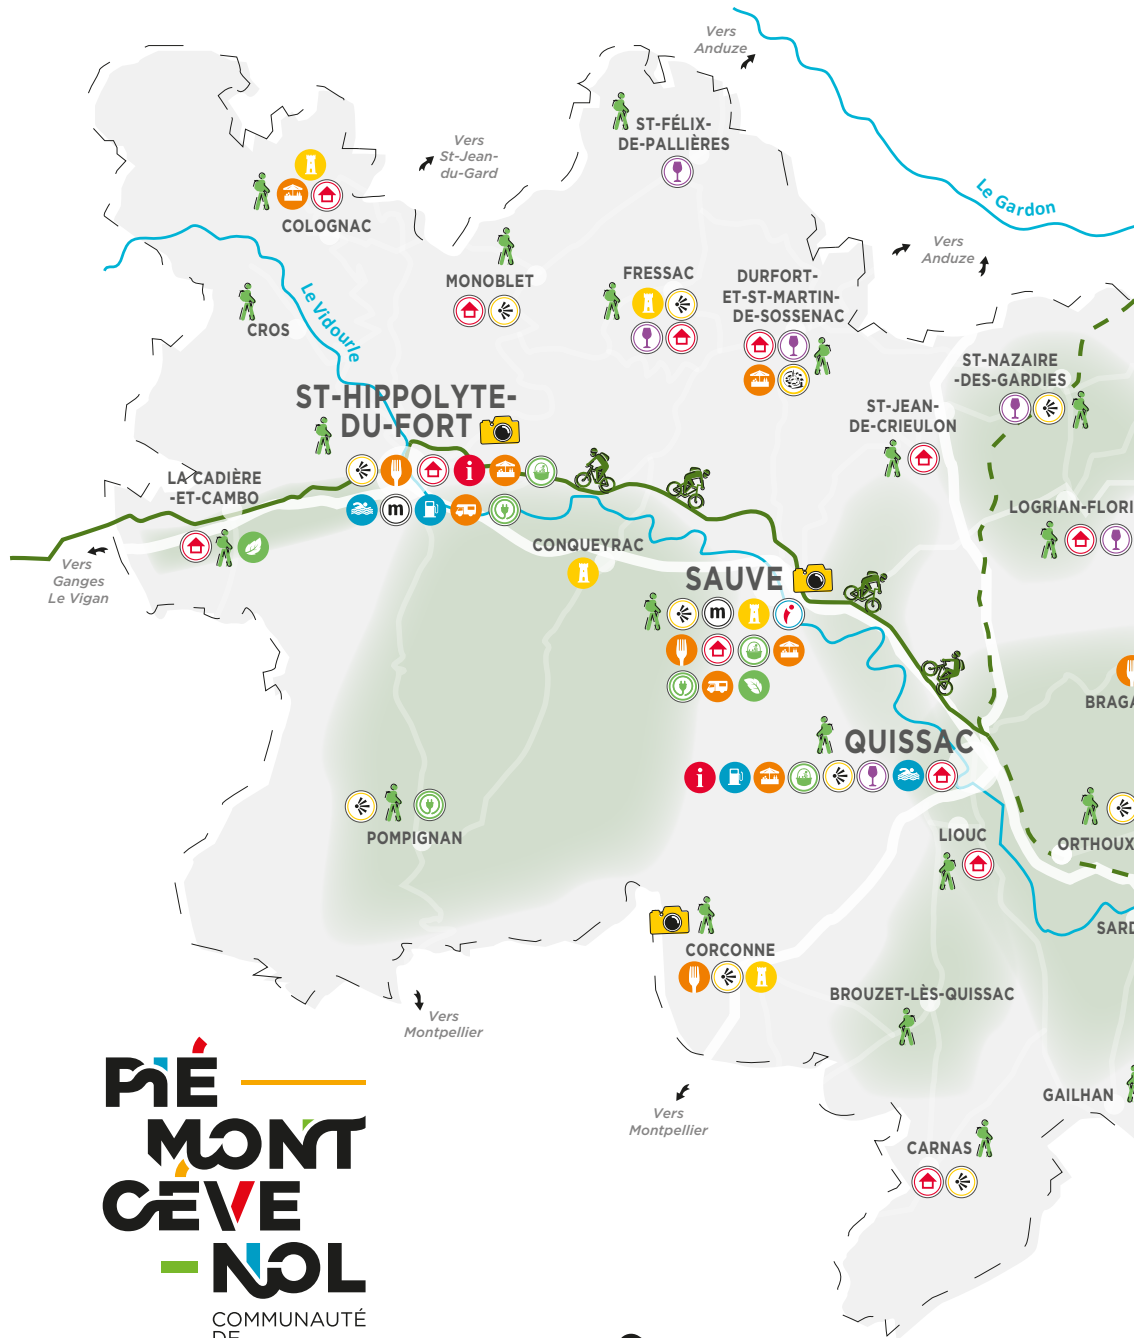 Vers
Anduze
ST-FÉLIX-
DE-PALLIÈRES
Vers
St-Jean-
du-Gard
Le Gardon
COLOGNAC
Vers
Anduze
MONOBLET
FRESSAC
DURFORT-
ET-ST-MARTIN-
DE-SOSSENAC
CROS
Le Vidourle
ST-NAZAIRE
-DES-GARDIES
ST-HIPPOLYTE-
DU-FORT
ST-JEAN-
DE-CRIEULON
LA CADIÈRE
-ET-CAMBO
i
m
LOGRIAN-FLORI
CONQUEYRAC
Vers
Ganges
Le Vigan
SAUVE
m
BRAGA
QUISSAC
i
POMPIGNAN
LIOUC
ORTHOUX
SARD
CORCONNE
BROUZET-LÈS-QUISSAC
Vers
Montpellier
GAILHAN
Vers
Montpellier
CARNAS
PIÉ
MONT
CÉVE
NOL
COMMUNAUTÉ
DE